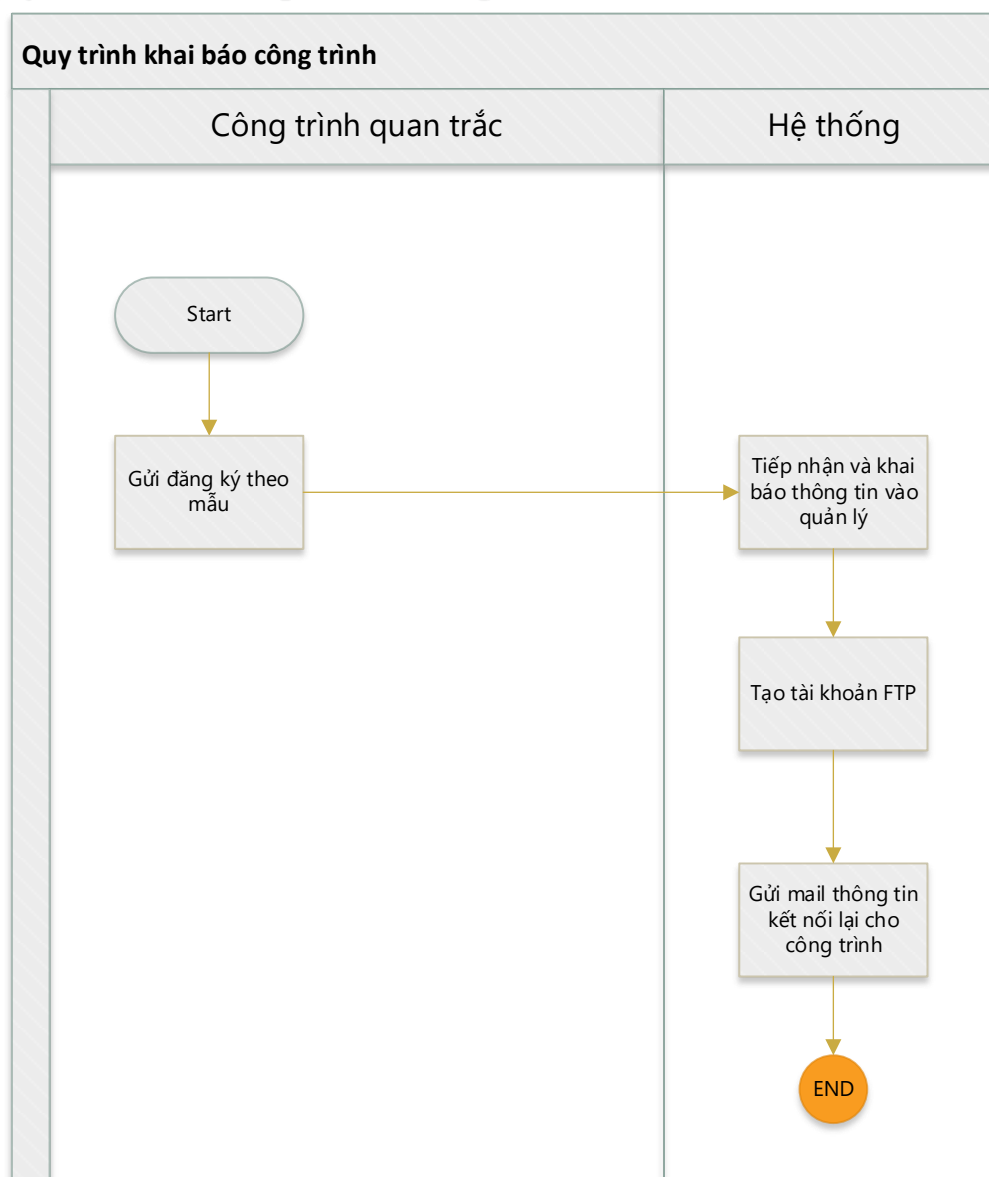 Quy trình khai báo công trình
Công trình quan trắc
Hệ thống
Start
Gửi đăng ký theo
mẫu
Tiếp nhận và khai
báo thông tin vào
quản lý
Tạo tài khoản FTP
Gửi mail thông tin
kết nối lại cho
công trình
END